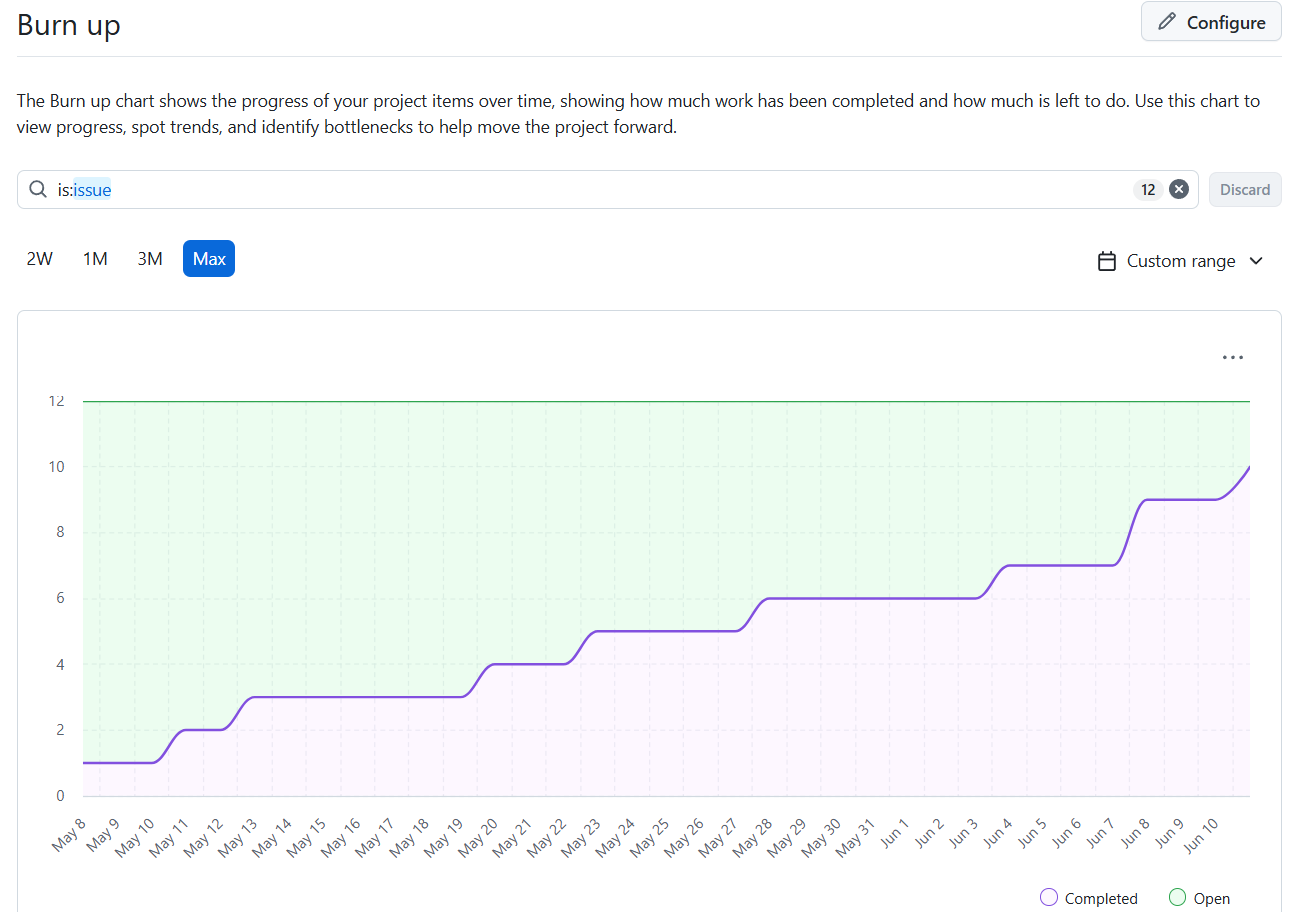 Burn up
Configure
The Burn up chart shows the progress of your project items over time, showing how much work has been completed and how much is left to do. Use this chart to
view progress, spot trends, and identify bottlenecks to help move the project forward.
is:issue
12
Discard
2W
1M
3M
Max
Custom range
12
10
8
6
4
2
0
May 8
May 9
May 10
May 11
May 12
May 13
May 14
May 15
May 16
May 17
May 18
May 19
May 20
May 21
May 22
May 23
May 24
May 25
May 26
May 27
May 28
May 29
May 30
May 31
Jun 1
Jun 2
Jun 3
Jun 4
Jun 5
Jun 6
Jun 7
Jun 8
Jun 9
Jun 10
Completed
Open